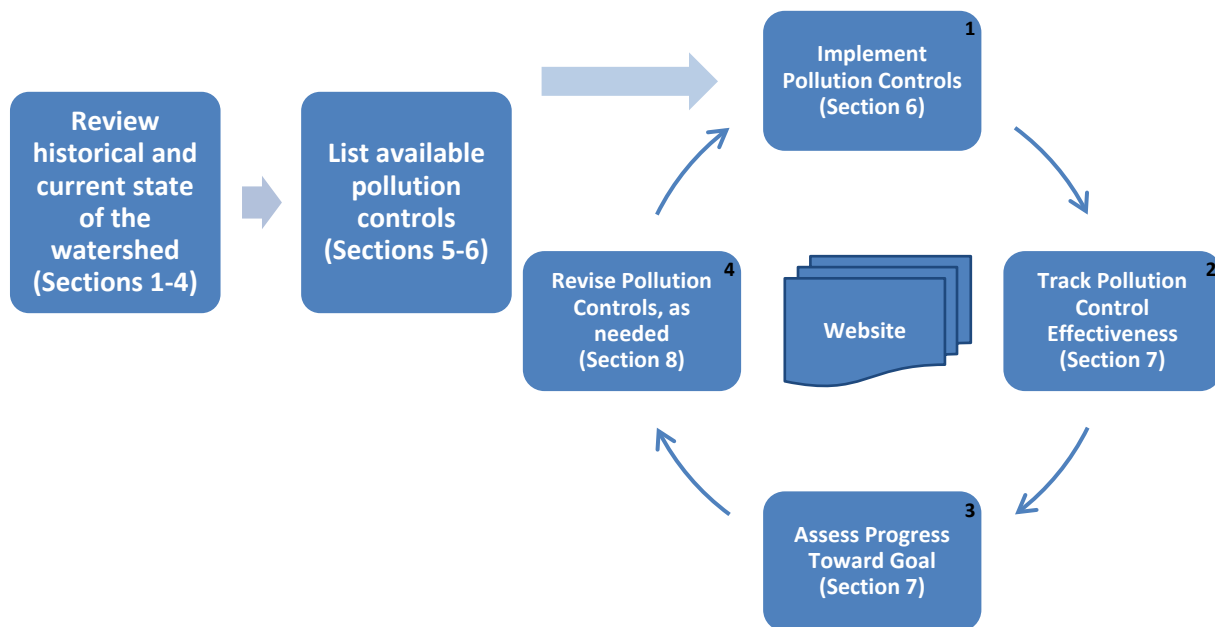 Review
historical and
current state
of the
watershed
(Sections 1-4)
List available
pollution
controls
(Sections 5-6)
1
Implement
Pollution Controls
(Section 6)
2
Track Pollution
Control
Effectiveness
(Section 7)
3
Assess Progress
Toward Goal
(Section 7)
4
Revise Pollution
Controls, as
needed
(Section 8)
Website